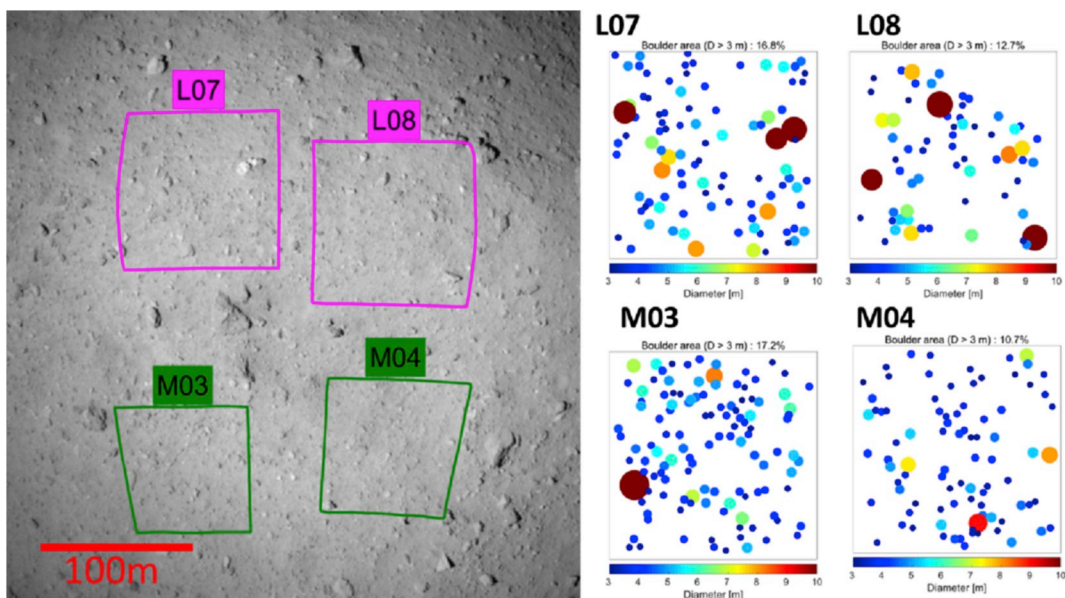 L07
L08
M03
M04
100m
L07
Boulder area (D > 3 m) : 16.8%
3 4 5 6 7 8 9 10
Diameter [m]
L08
Boulder area (D > 3 m) : 12.7%
3 4 5 6 7 8 9 10
Diameter [m]
M03
Boulder area (D > 3 m) : 17.2%
3 4 5 6 7 8 9 10
Diameter [m]
M04
Boulder area (D > 3 m) : 10.7%
3 4 5 6 7 8 9 10
Diameter [m]